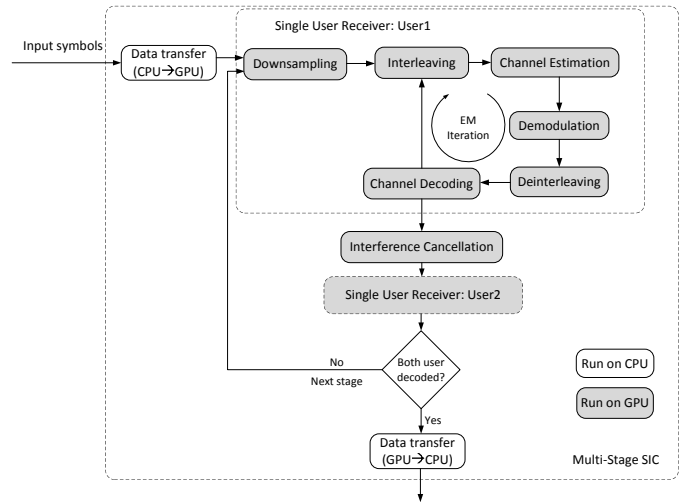 Single User Receiver: User1
Input symbols
Data transfer
(CPU→GPU)
Downsampling
Interleaving
Channel Estimation
EM
Iteration
Demodulation
Channel Decoding
Deinterleaving
Interference Cancellation
Single User Receiver: User2
No
Next stage
Both user
decoded?
Run on CPU
Run on GPU
Yes
Data transfer
(GPU→CPU)
Multi-Stage SIC